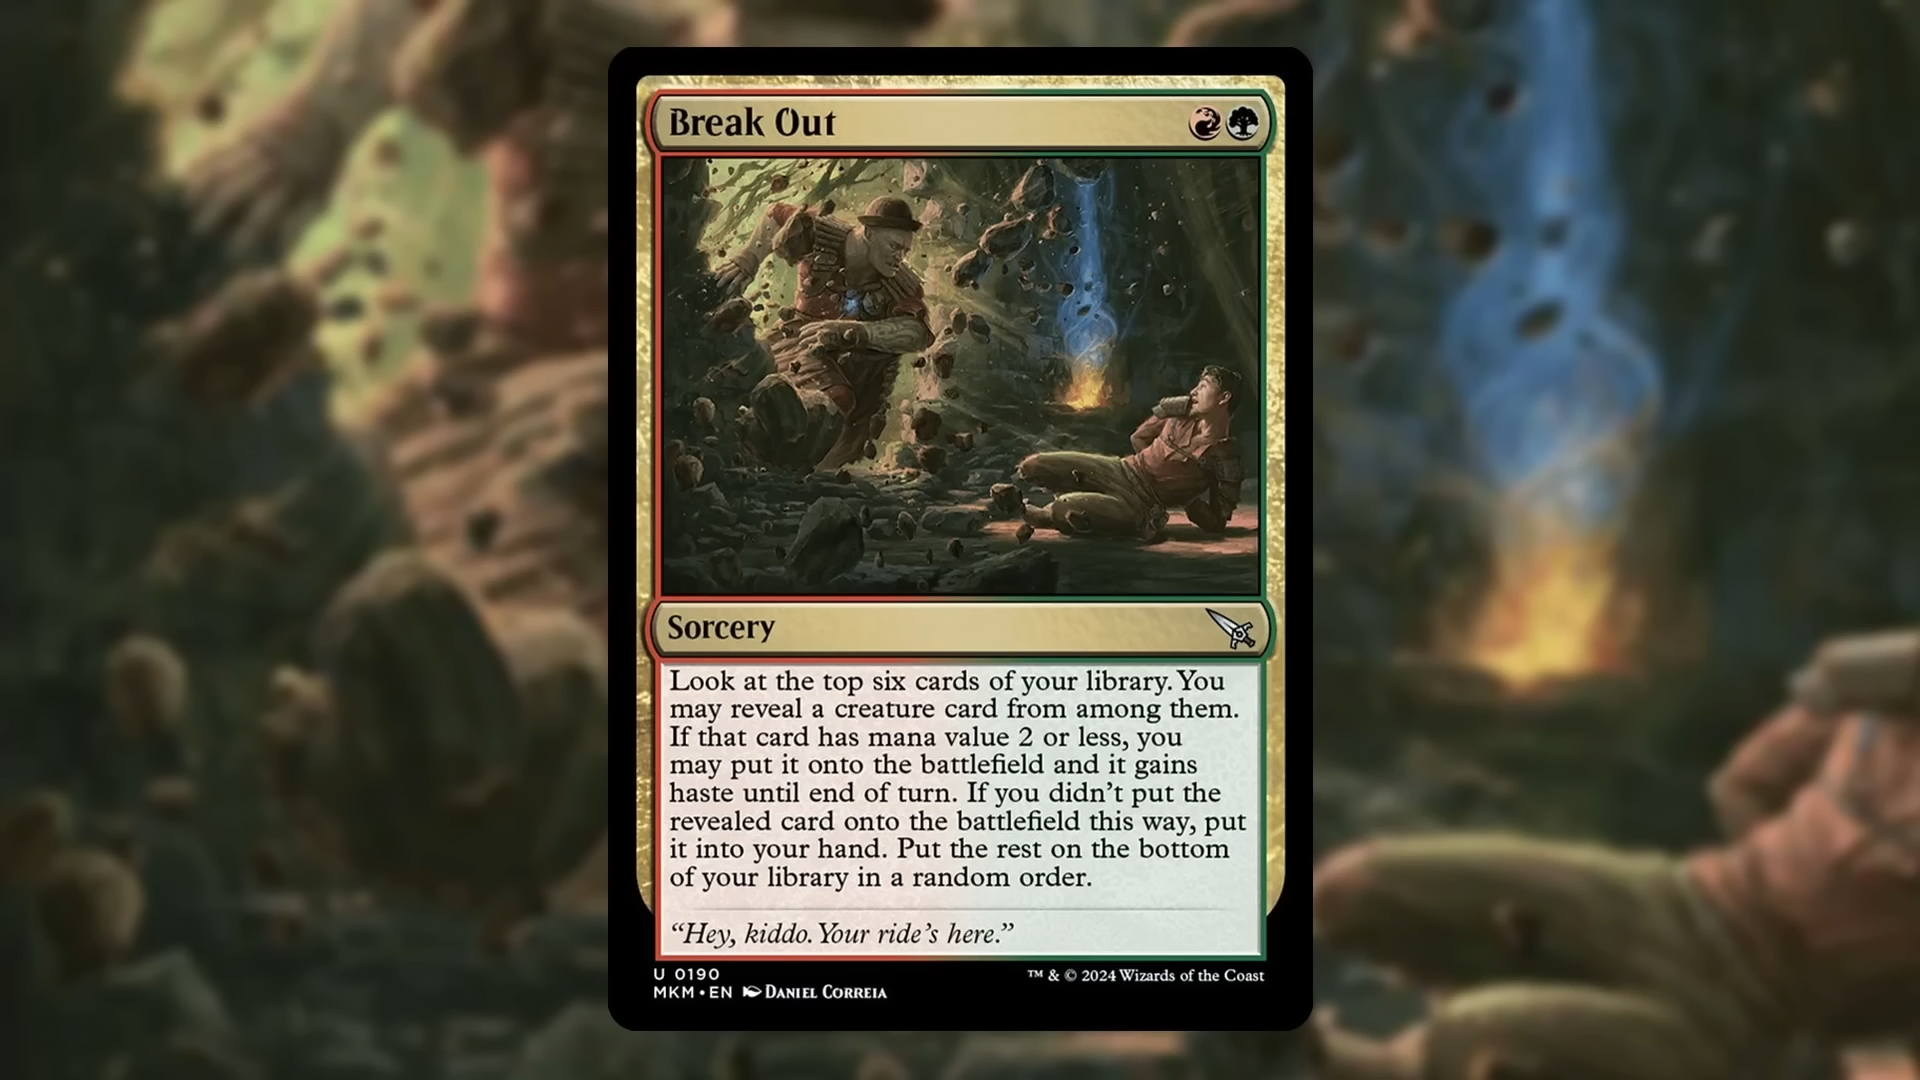 Break Out
Sorcery
Look at the top six cards of your library. You
may reveal a creature card from among them.
If that card has mana value 2 or less, you
may put it onto the battlefield and it gains
haste until end of turn. If you didn’t put the
revealed card onto the battlefield this way, put
it into your hand. Put the rest on the bottom
of your library in a random order.
“Hey, kiddo. Your ride’s here.”
U 0190
MKM • EN DANIEL CORREIA
™ & © 2024 Wizards of the Coast